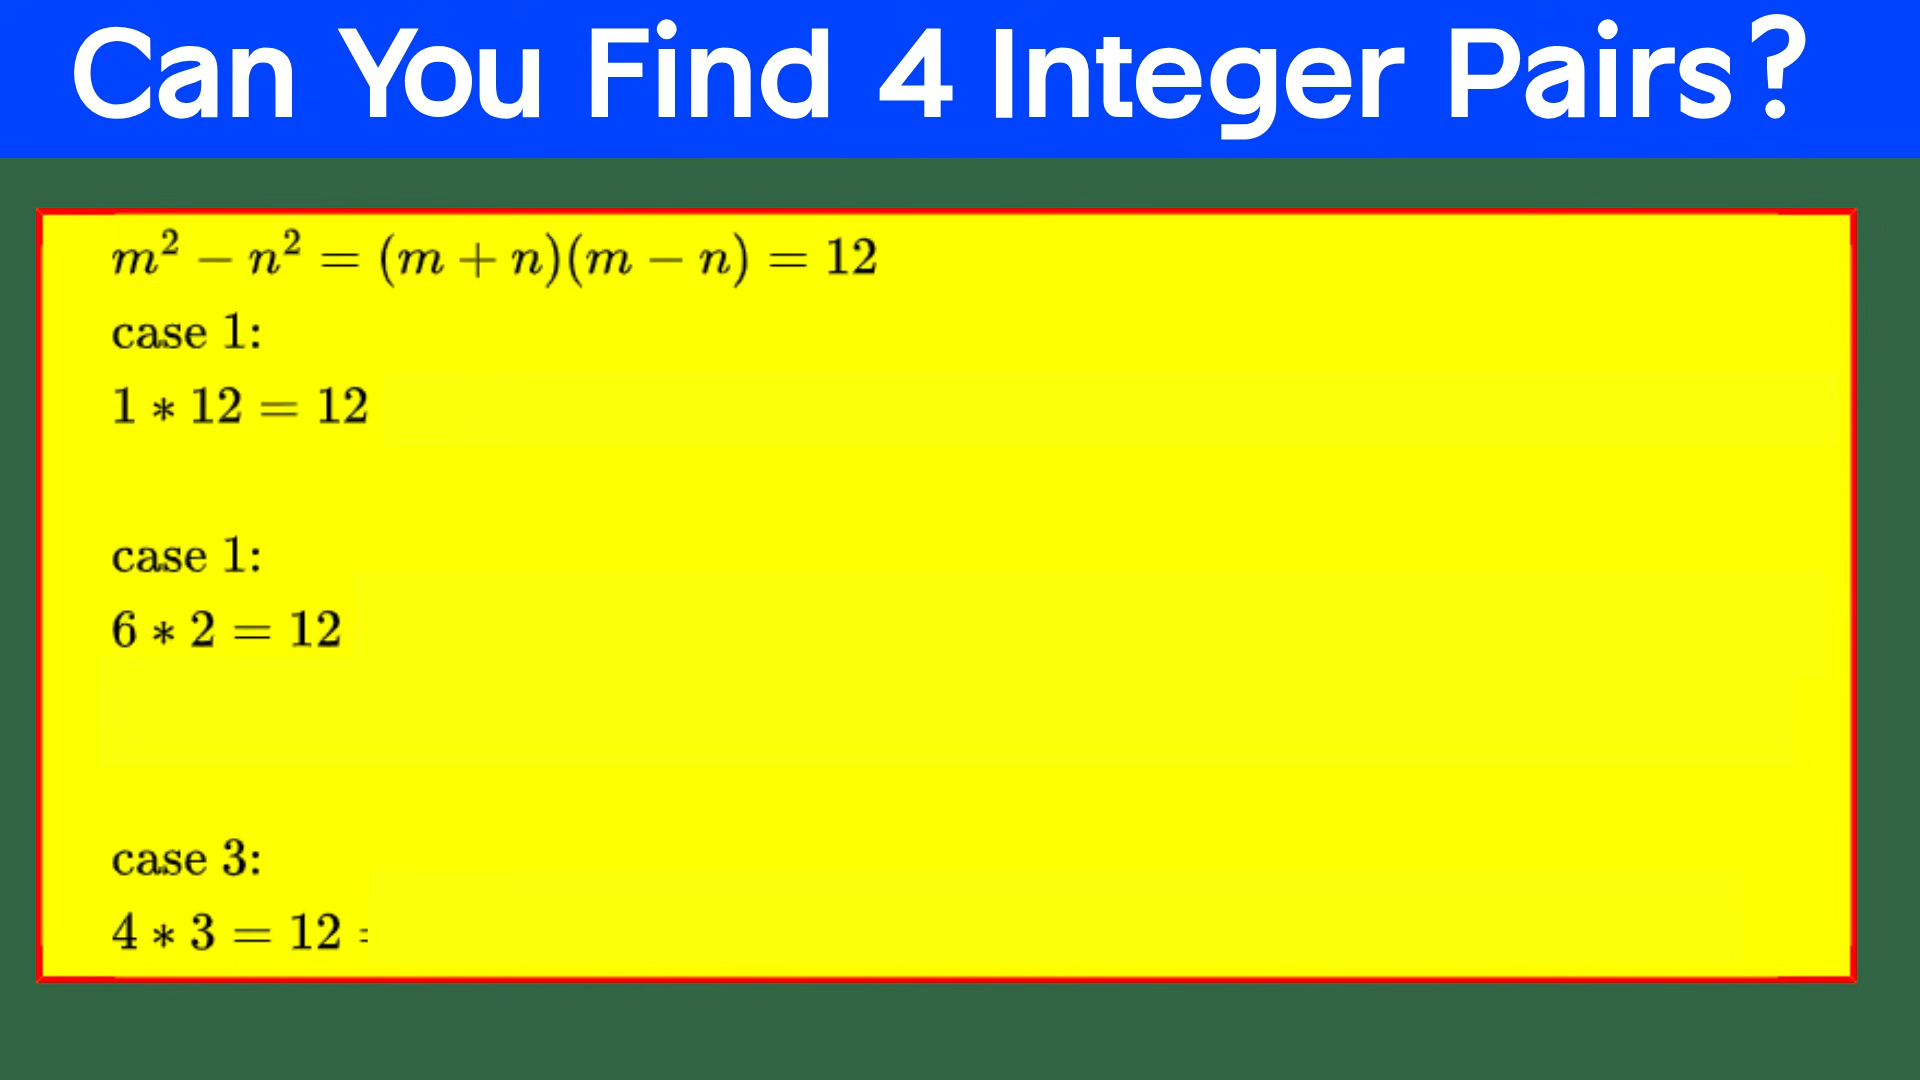 Can You Find 4 Integer Pairs?
m² − n² = (m + n)(m − n) = 12
case 1:
1 ∗ 12 = 12
case 1:
6 ∗ 2 = 12
case 3:
4 ∗ 3 = 12 =